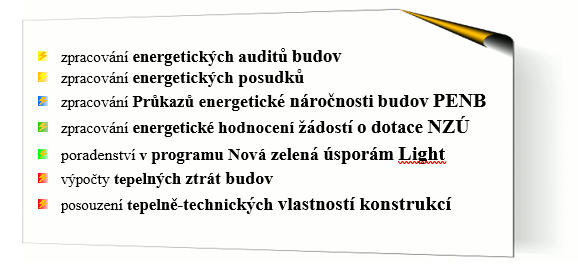 zpracování energetických auditů budov
zpracování energetických posudků
zpracování Průkazů energetické náročnosti budov PENB
zpracování energetické hodnocení žádostí o dotace NZÚ
poradenství v programu Nová zelená úsporám Light
výpočty tepelných ztrát budov
posouzení tepelně-technických vlastností konstrukcí